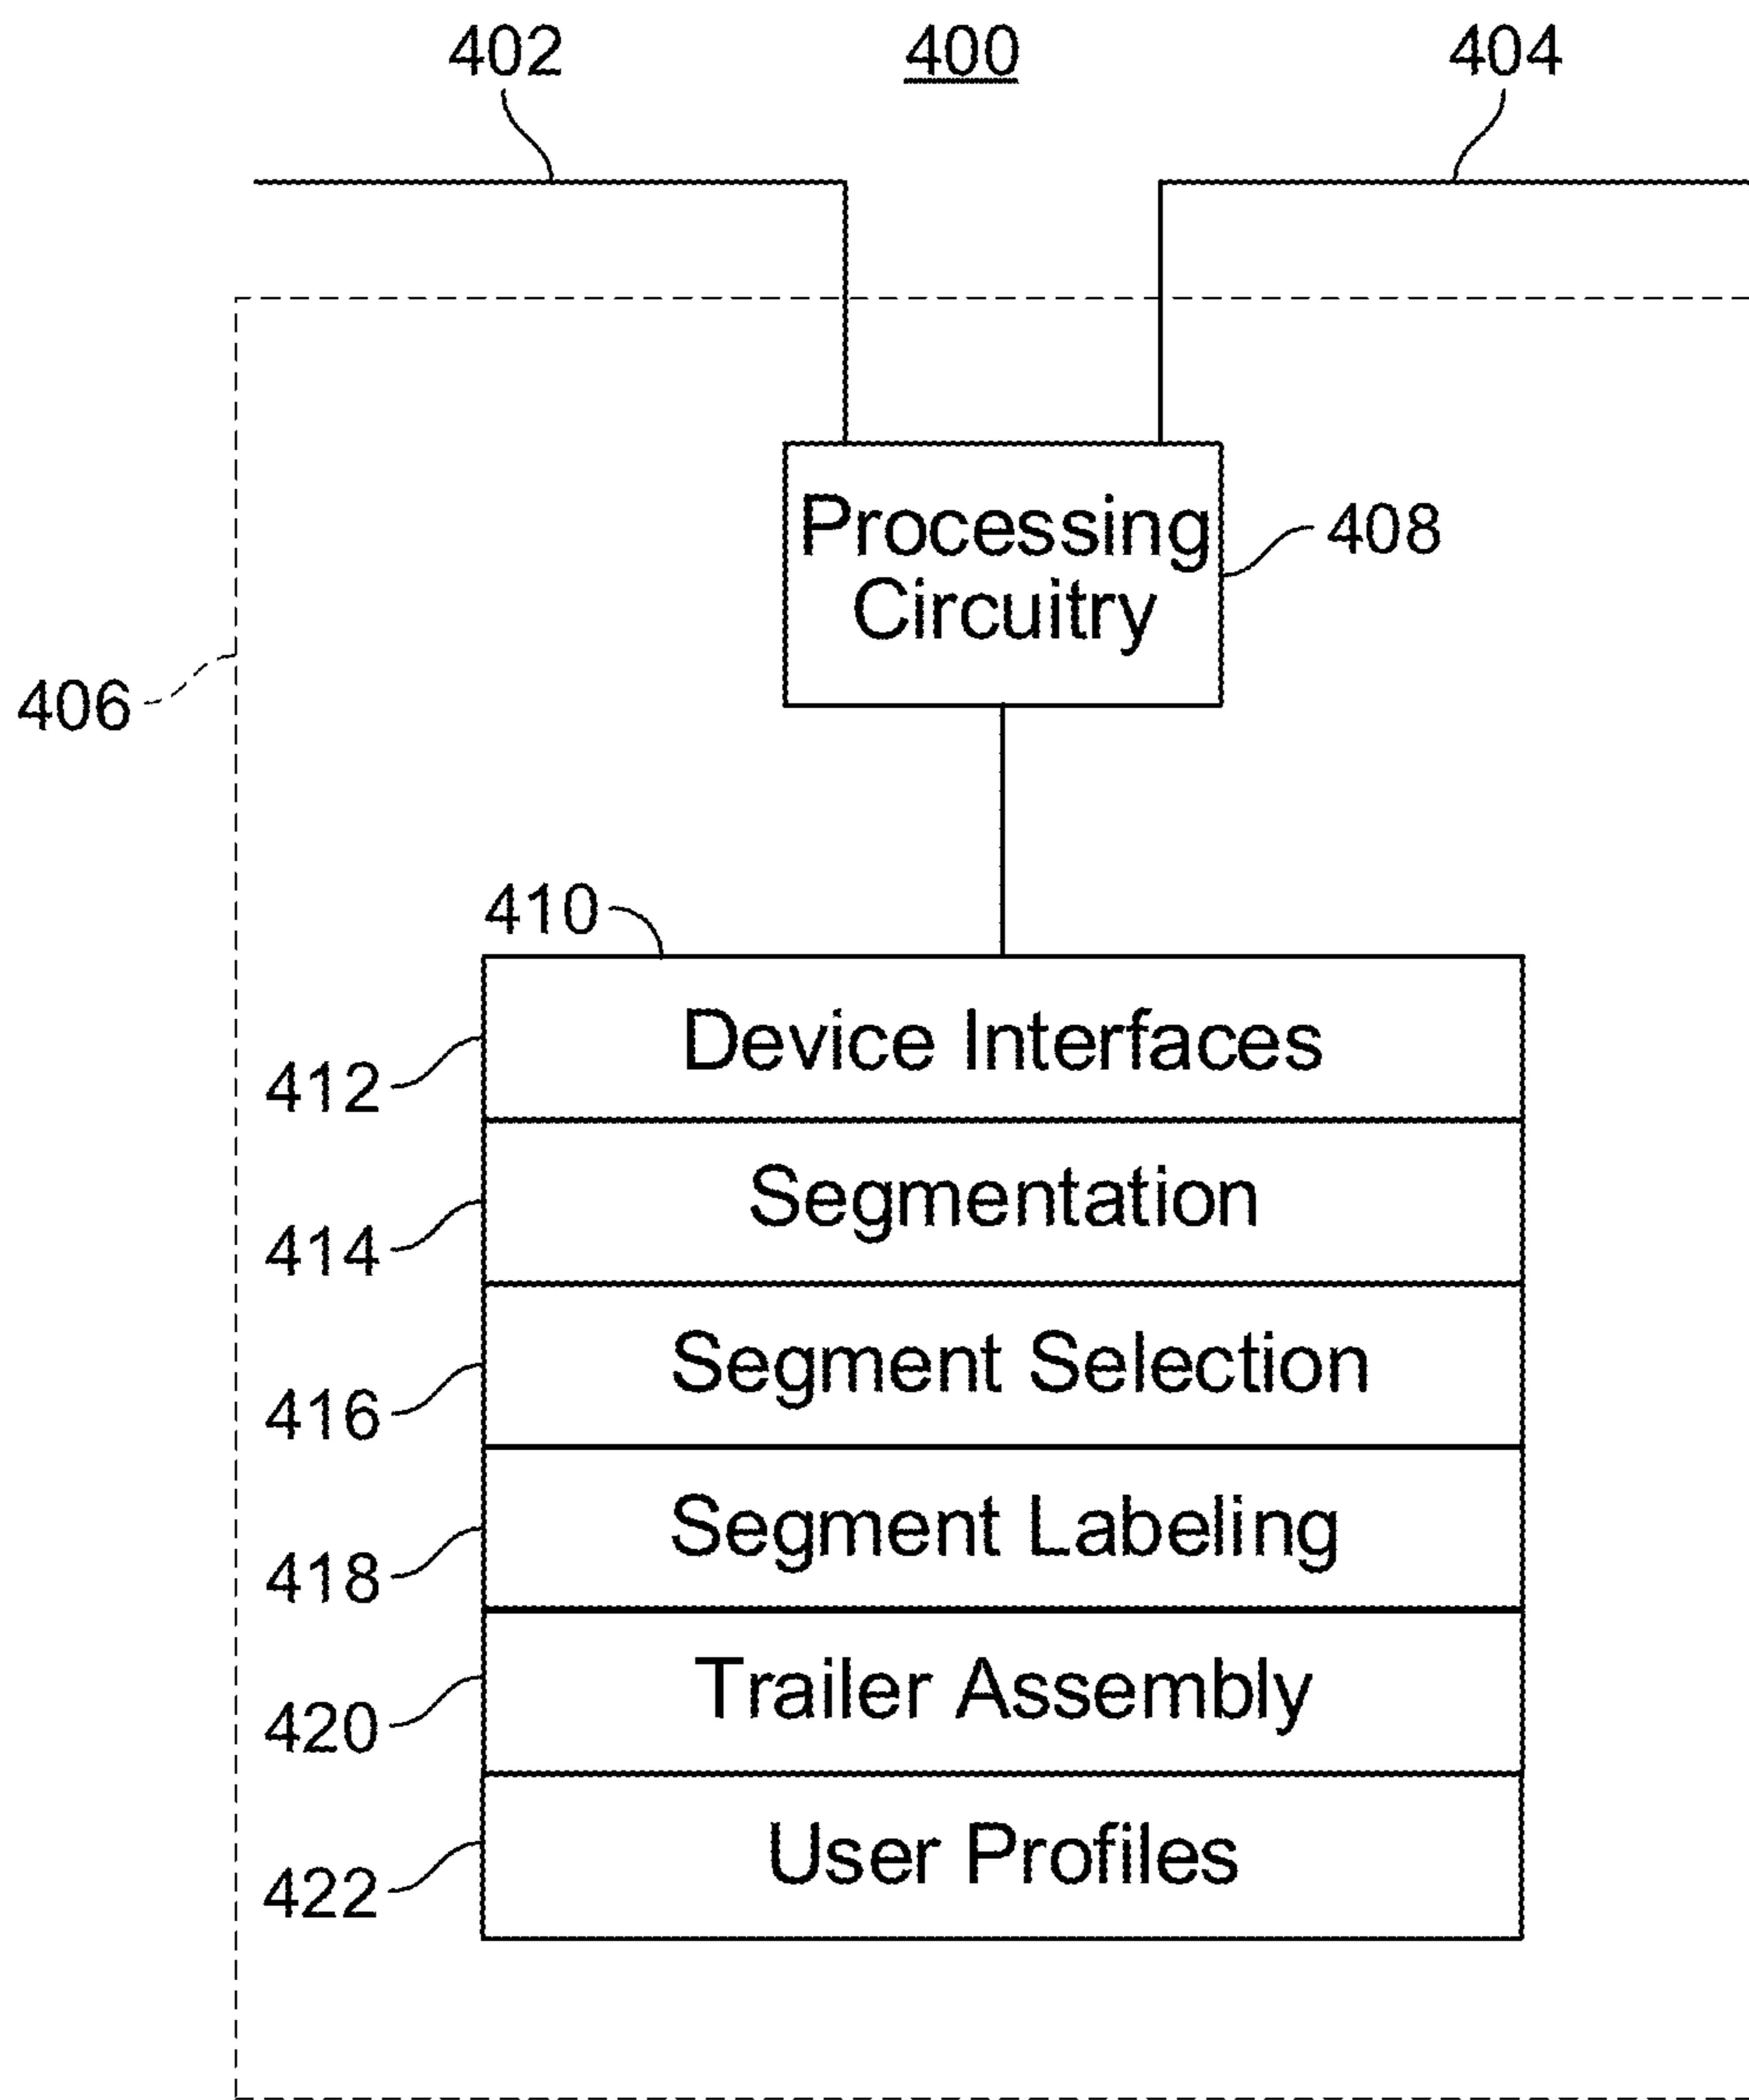 402 400 404
Processing
Circuitry
408
406
410
Device Interfaces
412
Segmentation
414
Segment Selection
416
Segment Labeling
418
Trailer Assembly
420
User Profiles
422